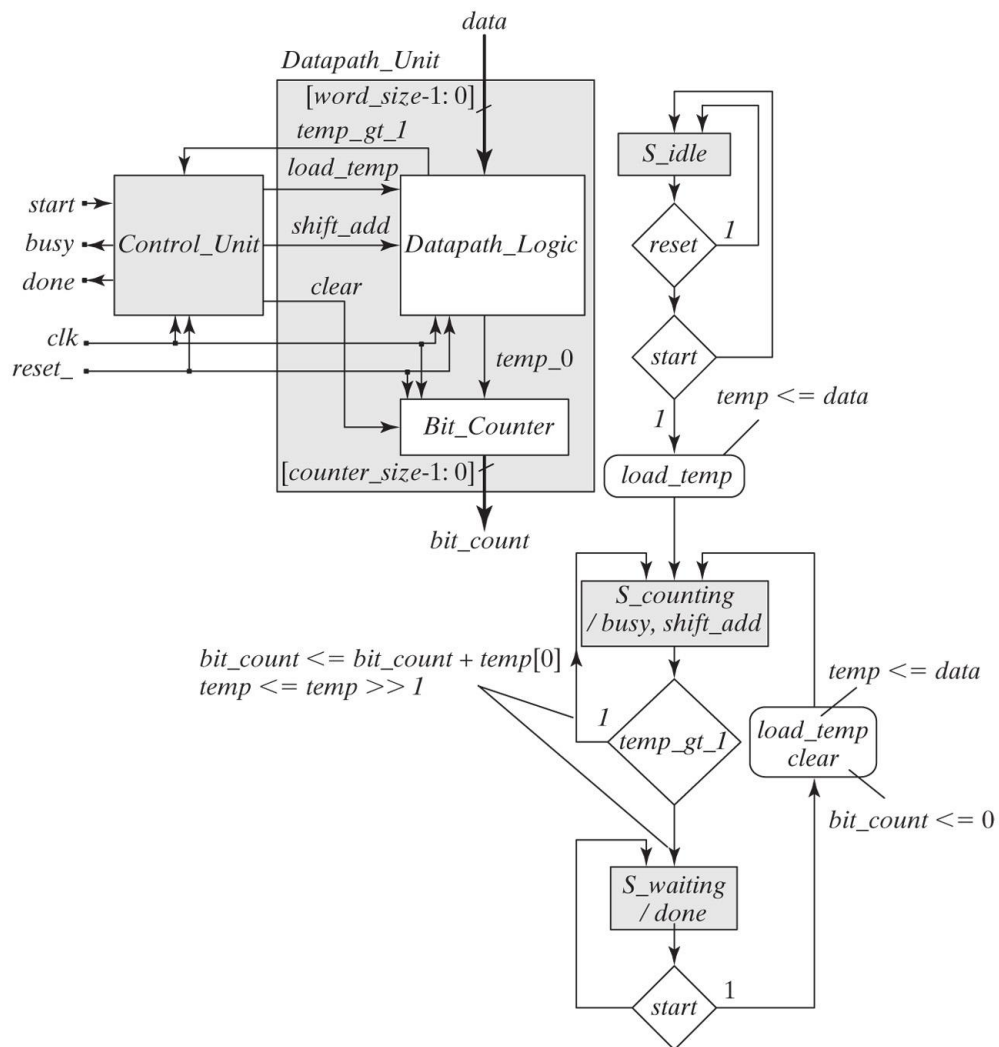 data
Datapath_Unit
[word_size-1: 0]
temp_gt_1
load_temp
start
busy
done
Control_Unit
shift_add
Datapath_Logic
clear
clk
reset_
temp_0
Bit_Counter
[counter_size-1: 0]
bit_count
S_idle
reset
1
start
1
temp <= data
load_temp
S_counting
/ busy, shift_add
bit_count <= bit_count + temp[0]
temp <= temp >> 1
1
temp_gt_1
temp <= data
load_temp
clear
bit_count <= 0
S_waiting
/ done
start
1